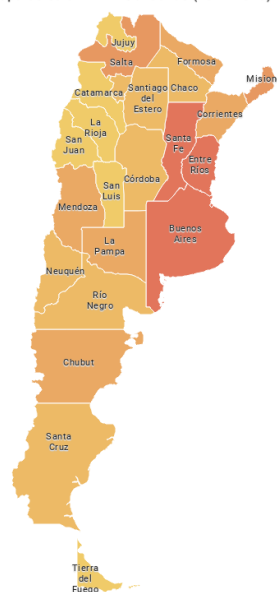 Jujuy
Salta
Formosa
Mision
Catamarca
Santiago
del
Estero
Chaco
Corrientes
La
Rioja
Santa
Fe
San
Juan
Entre
Ríos
Córdoba
San
Luis
Mendoza
Buenos
Aires
La
Pampa
Neuquén
Río
Negro
Chubut
Santa
Cruz
Tierra
del
Fuego